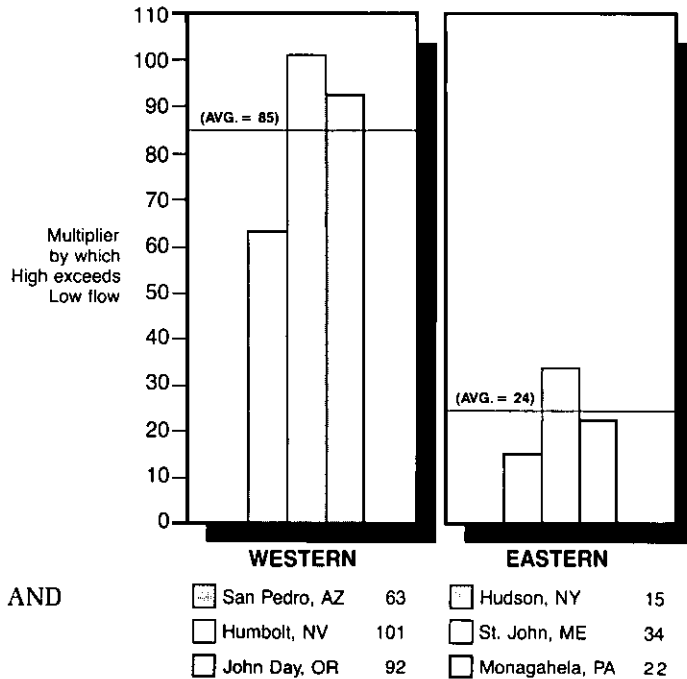 110
100
90
80
70
60
50
40
30
20
10
0
Multiplier
by which
High exceeds
Low flow
(AVG. = 85)
(AVG. = 24)
WESTERN
EASTERN
AND
San Pedro, AZ 63
Humbolt, NV 101
John Day, OR 92
Hudson, NY 15
St. John, ME 34
Monagahela, PA 22